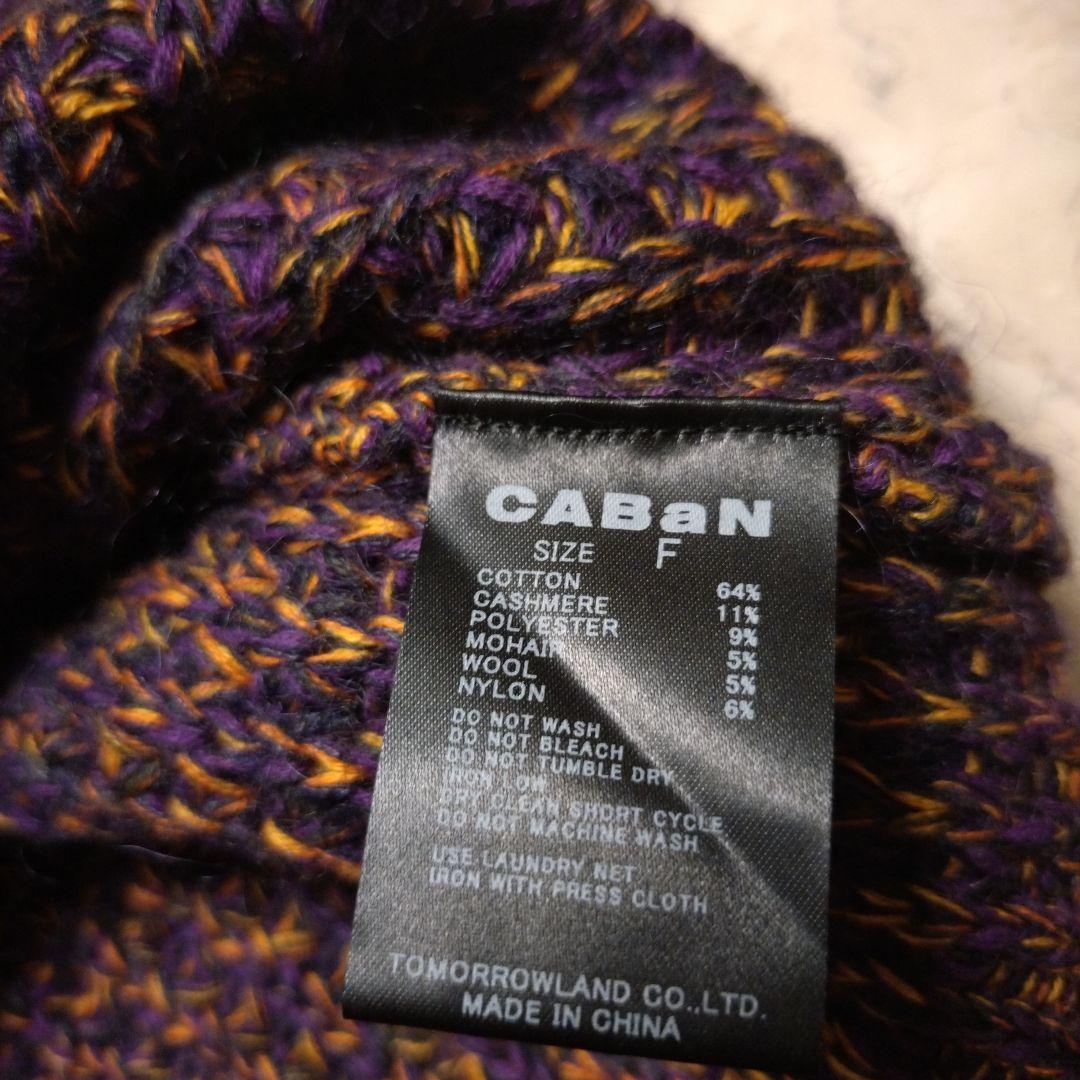 CABaN
SIZE F
COTTON 64%
CASHMERE 11%
POLYESTER 9%
MOHAIR 5%
WOOL 5%
NYLON 6%
DO NOT WASH
DO NOT BLEACH
DO NOT TUMBLE DRY
IRON LOW
DRY CLEAN SHORT CYCLE
DO NOT MACHINE WASH
USE LAUNDRY NET
IRON WITH PRESS CLOTH
TOMORROWLAND CO.,LTD.
MADE IN CHINA